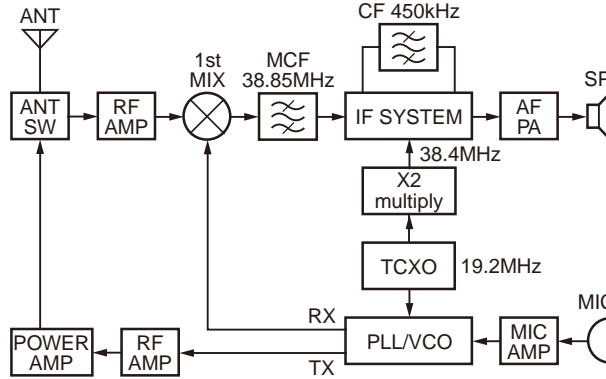 ANT
CF 450kHz
1st
MIX
MCF
38.85MHz
SP
ANT
SW
RF
AMP
IF SYSTEM
AF
PA
38.4MHz
X2
multiply
TCXO
19.2MHz
RX
TX
PLL/VCO
MIC
AMP
MIC
POWER
AMP
RF
AMP